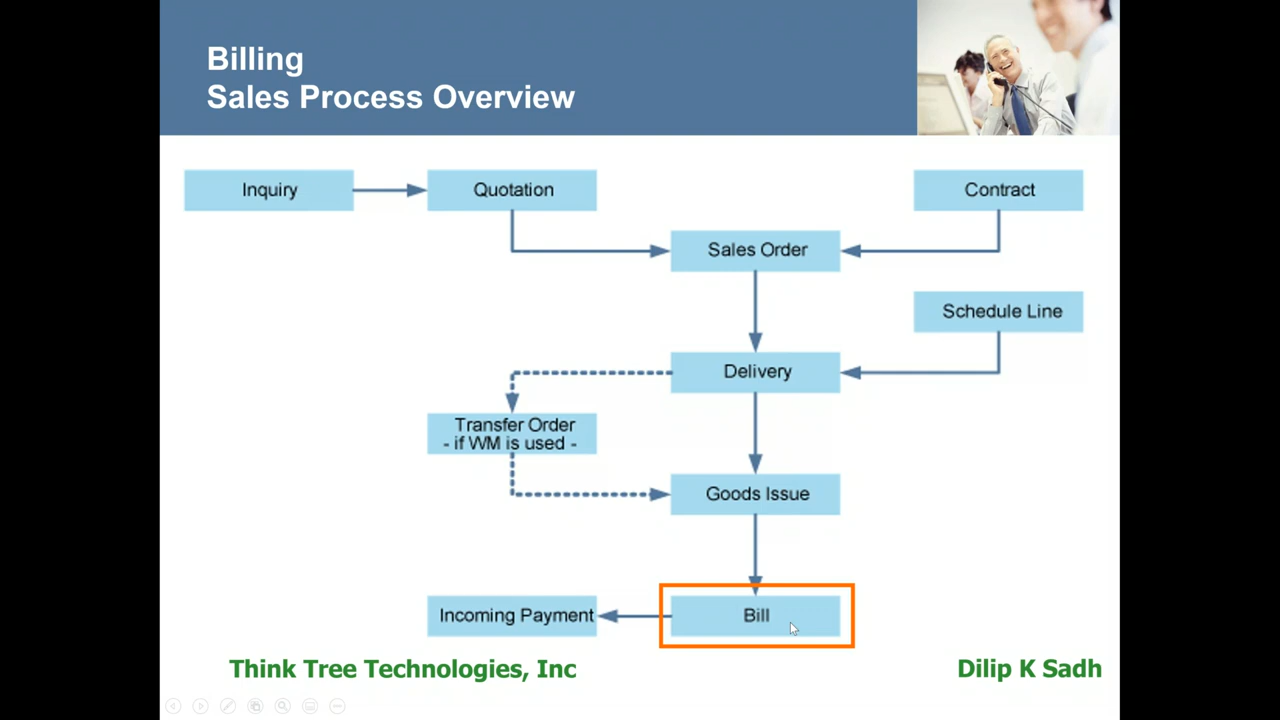 Billing
Sales Process Overview
Inquiry
Quotation
Contract
Sales Order
Schedule Line
Delivery
Transfer Order
- if WM is used -
Goods Issue
Incoming Payment
Bill
Think Tree Technologies, Inc
Dilip K Sadh